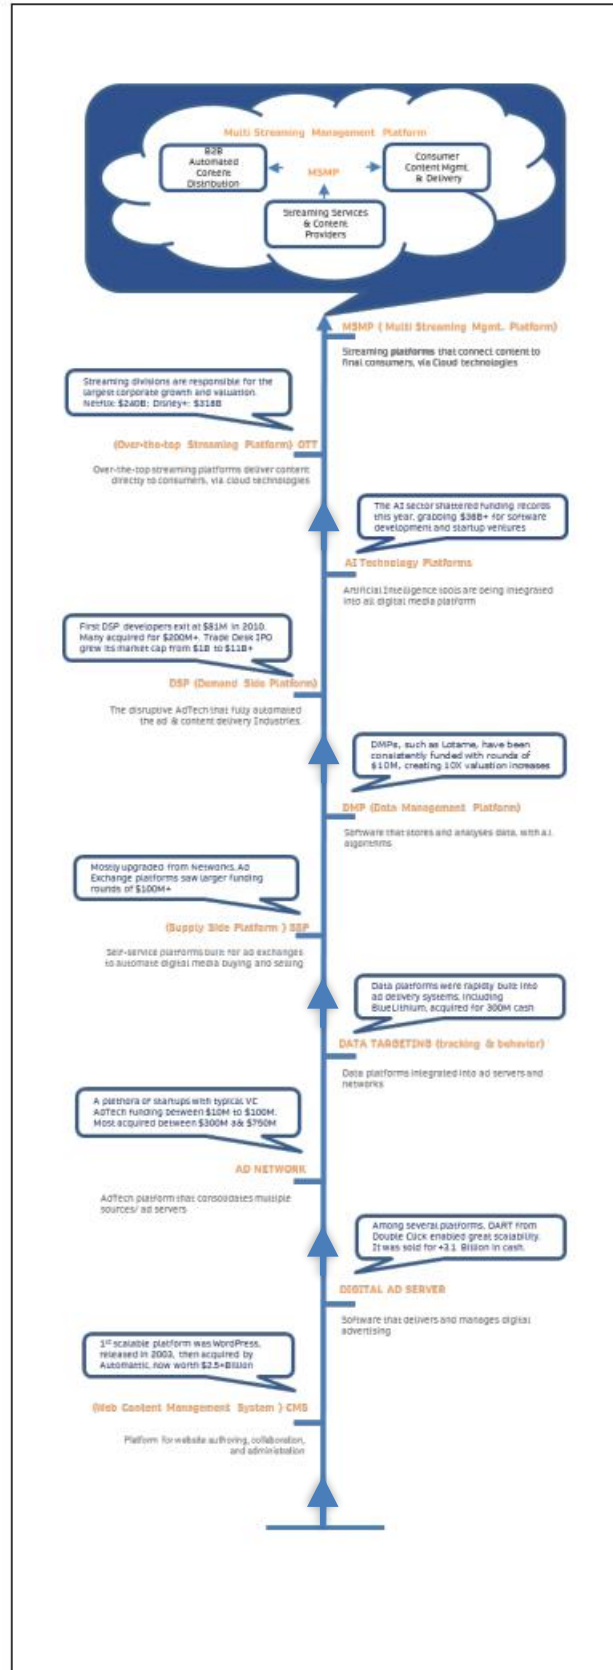 Multi Streaming Management Platform
B2B
Automated
Content
Distribution
MSMP
Consumer
Content Mgmt.
& Delivery
Streaming Services
& Content
Providers
MSMP ( Multi Streaming Mgmt. Platform)
Streaming platforms that connect content to
final consumers, via Cloud technologies
Streaming divisions are responsible for the
largest corporate growth and valuation.
Netflix: $240B; Disney+: $318B
(Over-the-top Streaming Platform) OTT
Over-the-top streaming platforms deliver content
directly to consumers, via cloud technologies
The AI sector shattered funding records
this year, grabbing $38B+ for software
development and startup ventures
AI Technology Platforms
Artificial Intelligence tools are being integrated
into all digital media platform
First DSP developers exit at $81M in 2010.
Many acquired for $200M+. Trade Desk IPO
grew its market cap from $1B to $11B+
DSP (Demand Side Platform)
The disruptive AdTech that fully automated
the ad & content delivery Industries.
DMPs, such as Lotame, have been
consistently funded with rounds of
$10M, creating 10X valuation increases
DMP (Data Management Platform)
Software that stores and analyses data, with a.i.
algorithms
Mostly upgraded from Networks, Ad
Exchange platforms saw larger funding
rounds of $100M+
(Supply Side Platform ) SSP
Self-service platforms built for ad exchanges
to automate digital media buying and selling
Data platforms were rapidly built into
ad delivery systems, including
BlueLithium, acquired for 300M cash
DATA TARGETING (tracking & behavior)
Data platforms integrated into ad servers and
networks
A plethora of startups with typical VC
AdTech funding between $10M to $100M.
Most acquired between $300M a& $750M
AD NETWORK
AdTech platform that consolidates multiple
sources/ ad servers
Among several platforms, DART from
Double Click enabled great scalability.
It was sold for +3.1 Billion in cash.
DIGITAL AD SERVER
Software that delivers and manages digital
advertising
1st scalable platform was WordPress,
released in 2003, then acquired by
Automattic, now worth $2.5+Billion
(Web Content Management System ) CMS
Platform for website authoring, collaboration,
and administration